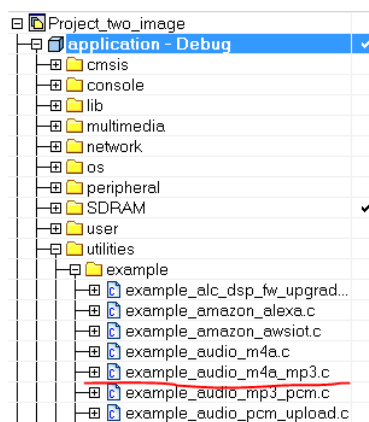 Project_two_image
application - Debug
cmsis
console
lib
multimedia
network
os
peripheral
SDRAM
user
utilities
example
example_alc_dsp_fw_upgrad...
example_amazon_alexa.c
example_amazon_awsiot.c
example_audio_m4a.c
example_audio_m4a_mp3.c
example_audio_mp3_pcm.c
example_audio_pcm_upload.c